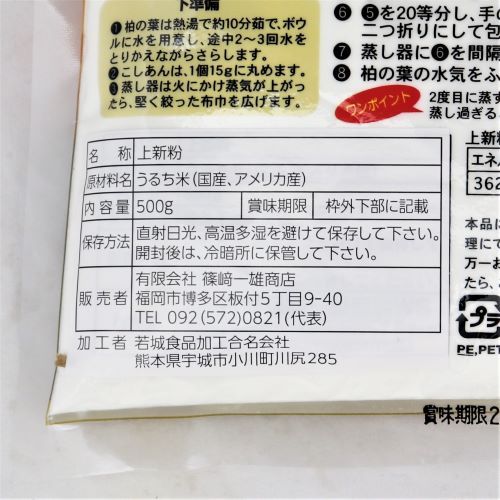 下準備
❶柏の葉は熱湯で約10分茹で、ボウ
ルに水を用意し、途中2〜3回水を
とりかえながらさらします。
❷こしあんは、1個15gに丸めます。
❸蒸し器は火にかけ蒸気が上がっ
たら、堅く絞った布巾を広げます。
❻ ❺を20等分し、手の
二つ折りにして包
❼ 蒸し器に❻を間隔
❽ 柏の葉の水気をふ
ワンポイント
2度目に蒸す
蒸し過ぎる
名 称 上新粉
原材料名 うるち米(国産、アメリカ産)
内 容 量 500g 賞味期限 枠外下部に記載
保存方法 直射日光、高温多湿を避けて保存して下さい。
開封後は、冷暗所に保管して下さい。
販 売 者 有限会社 篠﨑一雄商店
福岡市博多区板付5丁目9-40
TEL 092(572)0821(代表)
加 工 者 若城食品加工合名会社
熊本県宇城市小川町川尻285
上新粉
エネル
362
本品に
理にて
万一お
たら、
プラ
PE,PET
賞味期限2